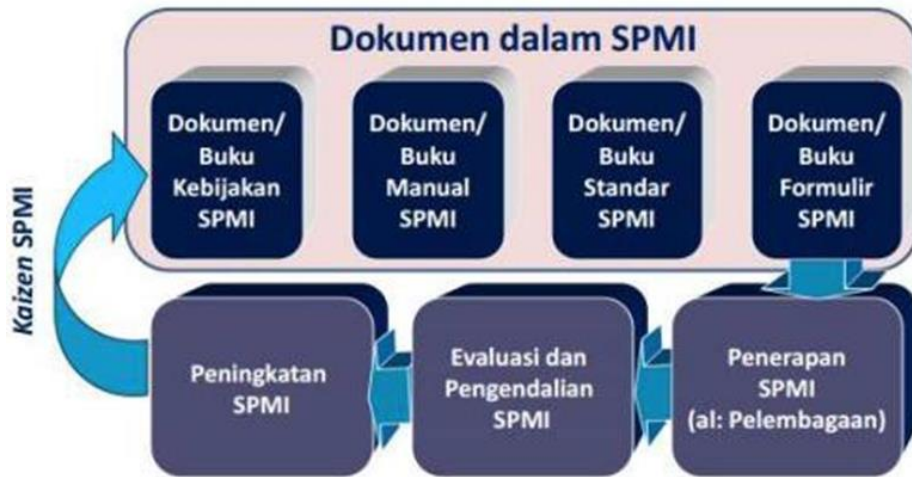 Dokumen dalam SPMI
Dokumen/
Buku
Kebijakan
SPMI
Dokumen/
Buku
Manual
SPMI
Dokumen/
Buku
Standar
SPMI
Dokumen/
Buku
Formulir
SPMI
Kaizen SPMI
Peningkatan
SPMI
Evaluasi dan
Pengendalian
SPMI
Penerapan
SPMI
(al: Pelembagaan)